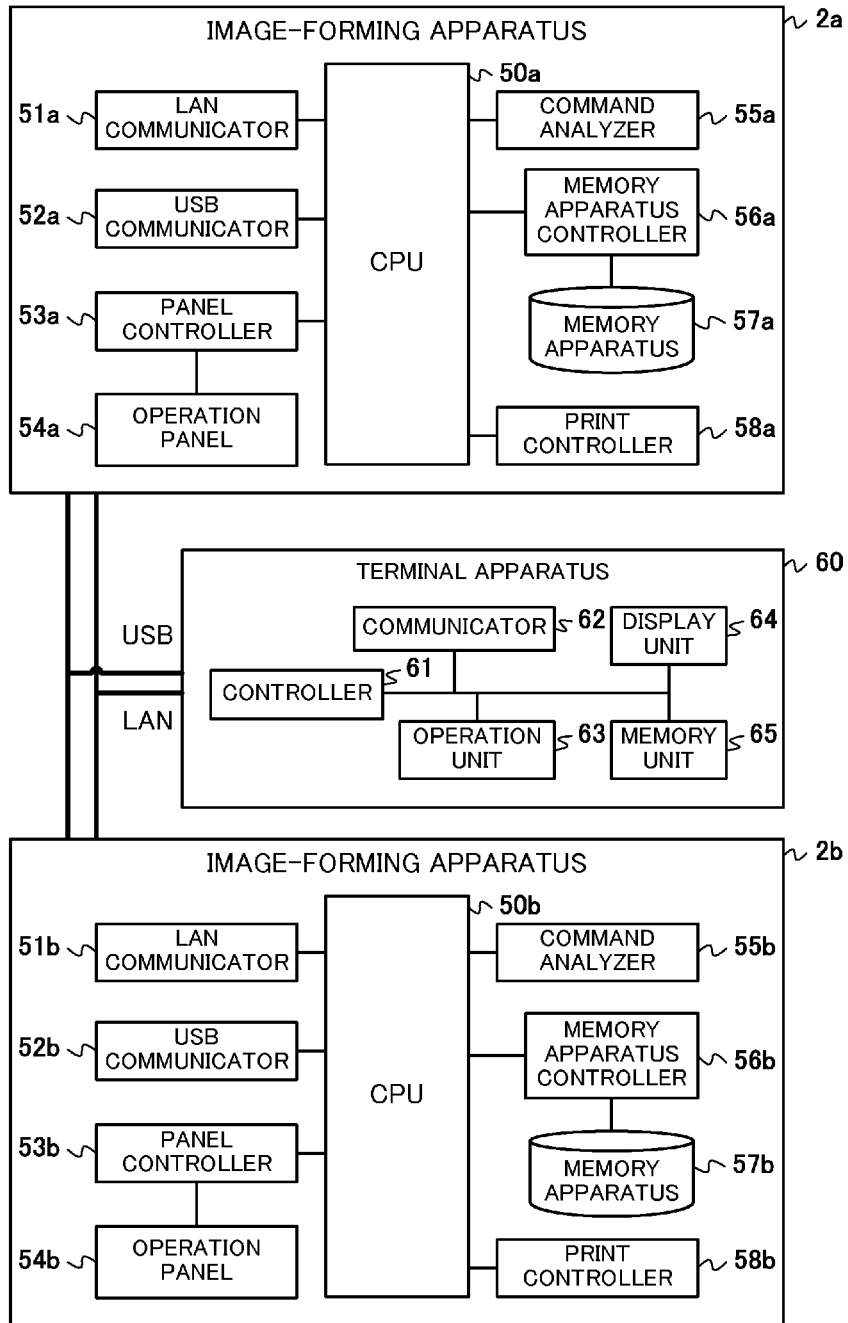 IMAGE-FORMING APPARATUS
2a
50a
51a
LAN
COMMUNICATOR
COMMAND
ANALYZER
55a
52a
USB
COMMUNICATOR
MEMORY
APPARATUS
CONTROLLER
56a
CPU
53a
PANEL
CONTROLLER
MEMORY
APPARATUS
57a
54a
OPERATION
PANEL
PRINT
CONTROLLER
58a
TERMINAL APPARATUS
60
USB
LAN
COMMUNICATOR
62
DISPLAY
UNIT
64
CONTROLLER
61
OPERATION
UNIT
63
MEMORY
UNIT
65
IMAGE-FORMING APPARATUS
2b
50b
51b
LAN
COMMUNICATOR
COMMAND
ANALYZER
55b
52b
USB
COMMUNICATOR
MEMORY
APPARATUS
CONTROLLER
56b
CPU
53b
PANEL
CONTROLLER
MEMORY
APPARATUS
57b
54b
OPERATION
PANEL
PRINT
CONTROLLER
58b